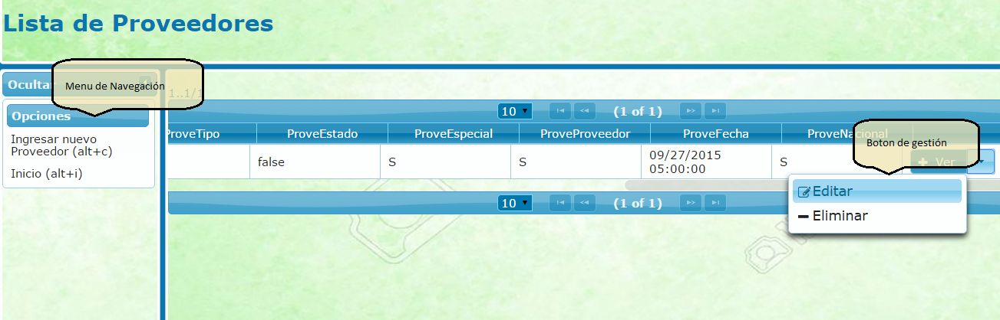 Lista de Proveedores
Ocultar
Menu de Navegación
1..1/1
Opciones
Ingresar nuevo
Proveedor (alt+c)
Inicio (alt+i)
10 (1 of 1)
ProveTipo ProveEstado ProveEspecial ProveProveedor ProveFecha ProveNacional
Boton de gestión
false S S 09/27/2015
05:00:00 S Ver
10 (1 of 1)
Editar
Eliminar